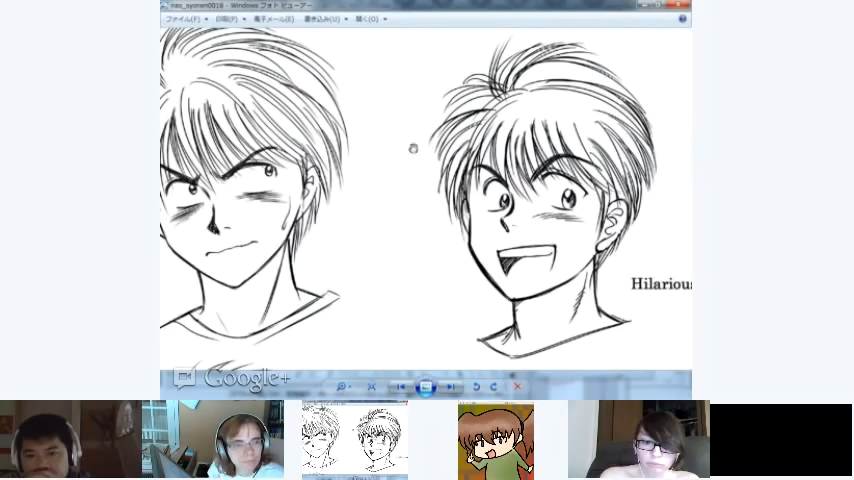 nao_syonen0018 - Windows フォト ビューアー
ファイル(F) 印刷(P) 電子メール(E) 書き込み(U) 開く(O)
Hilarious
Google+